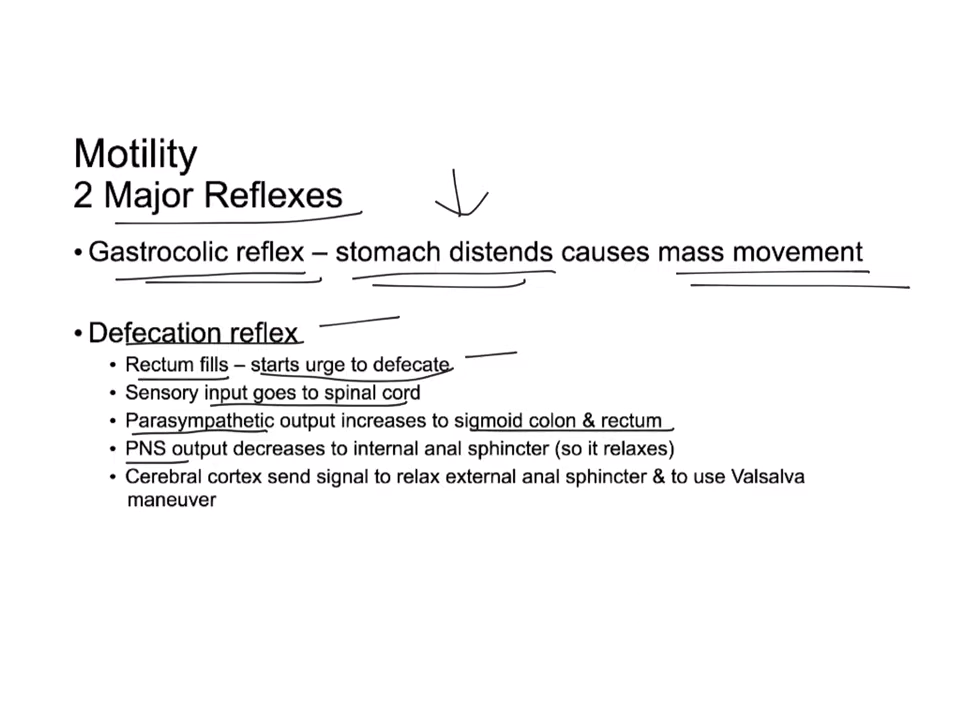 Motility
2 Major Reflexes
• Gastrocolic reflex – stomach distends causes mass movement
• Defecation reflex
• Rectum fills – starts urge to defecate
• Sensory input goes to spinal cord
• Parasympathetic output increases to sigmoid colon & rectum
• PNS output decreases to internal anal sphincter (so it relaxes)
• Cerebral cortex send signal to relax external anal sphincter & to use Valsalva
maneuver